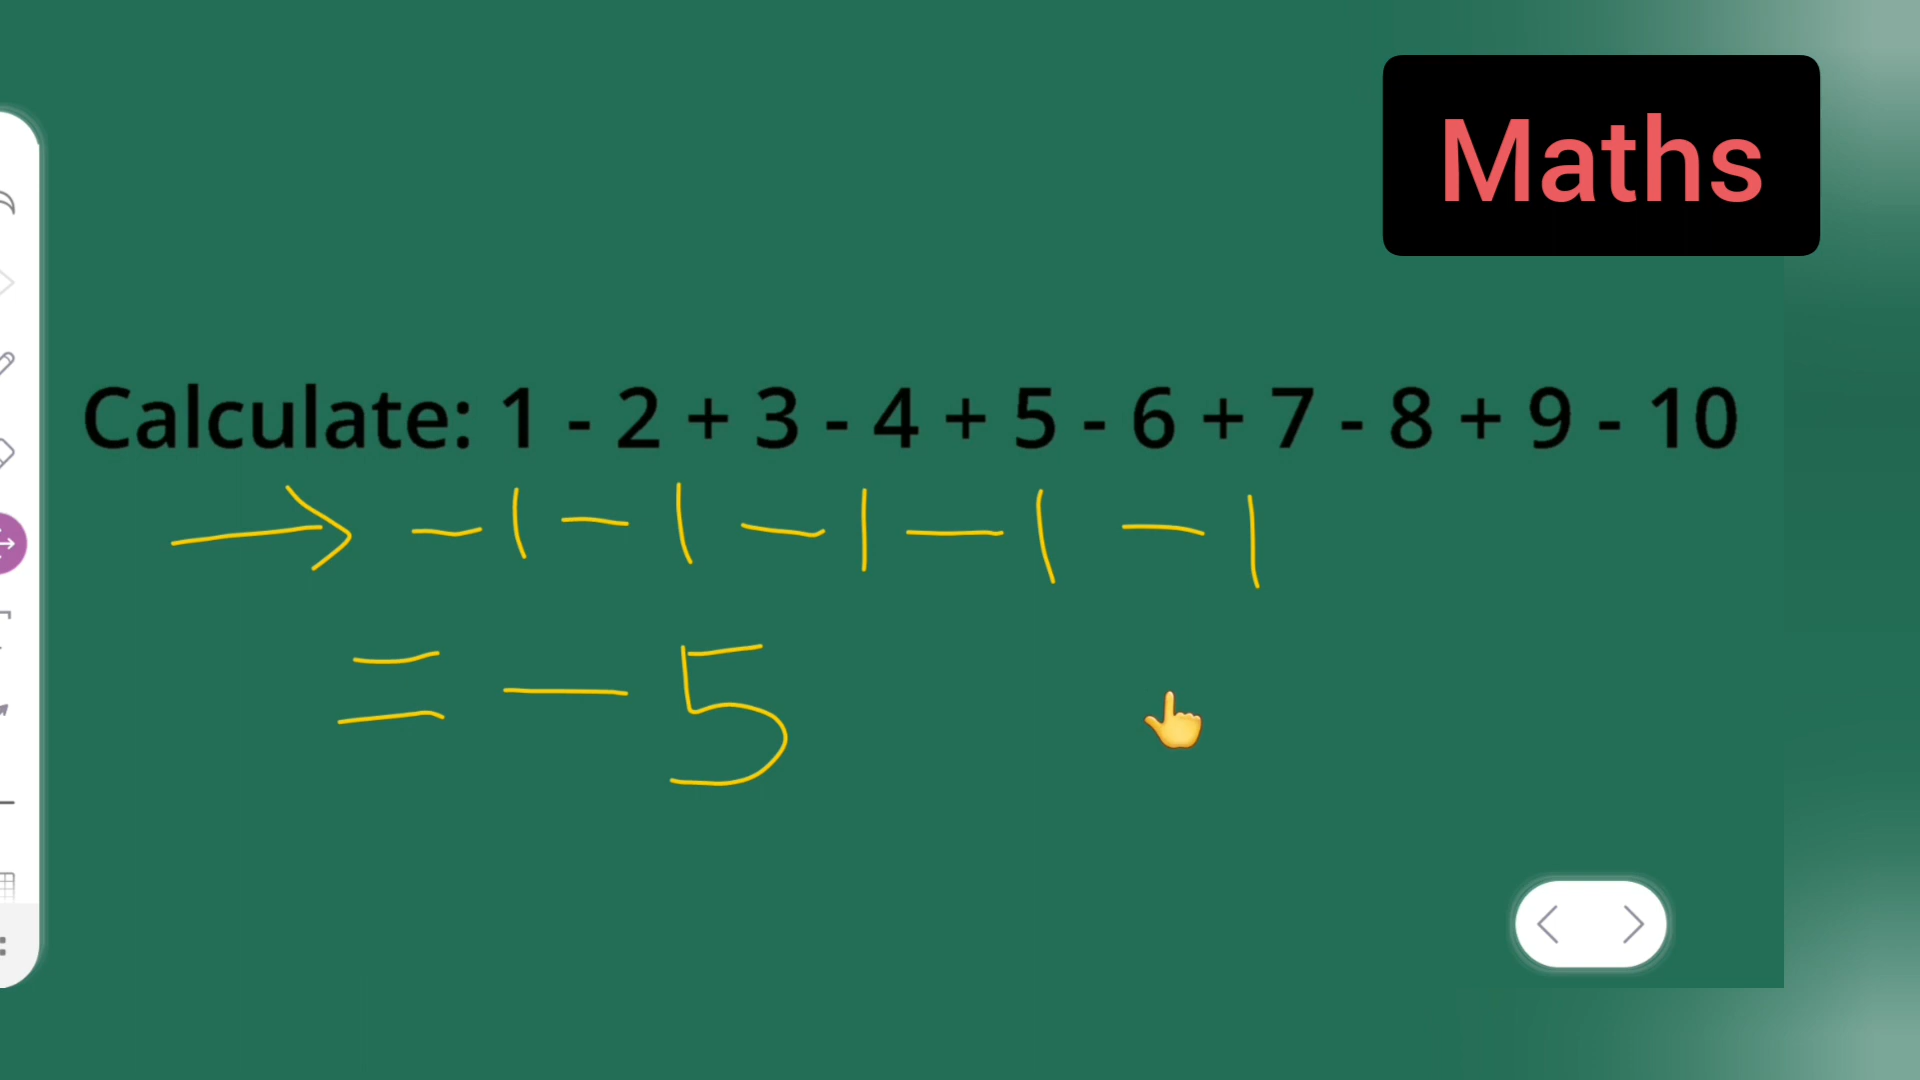 Maths
Calculate: 1 - 2 + 3 - 4 + 5 - 6 + 7 - 8 + 9 - 10
→ - 1 - 1 - 1 - 1 - 1
= - 5